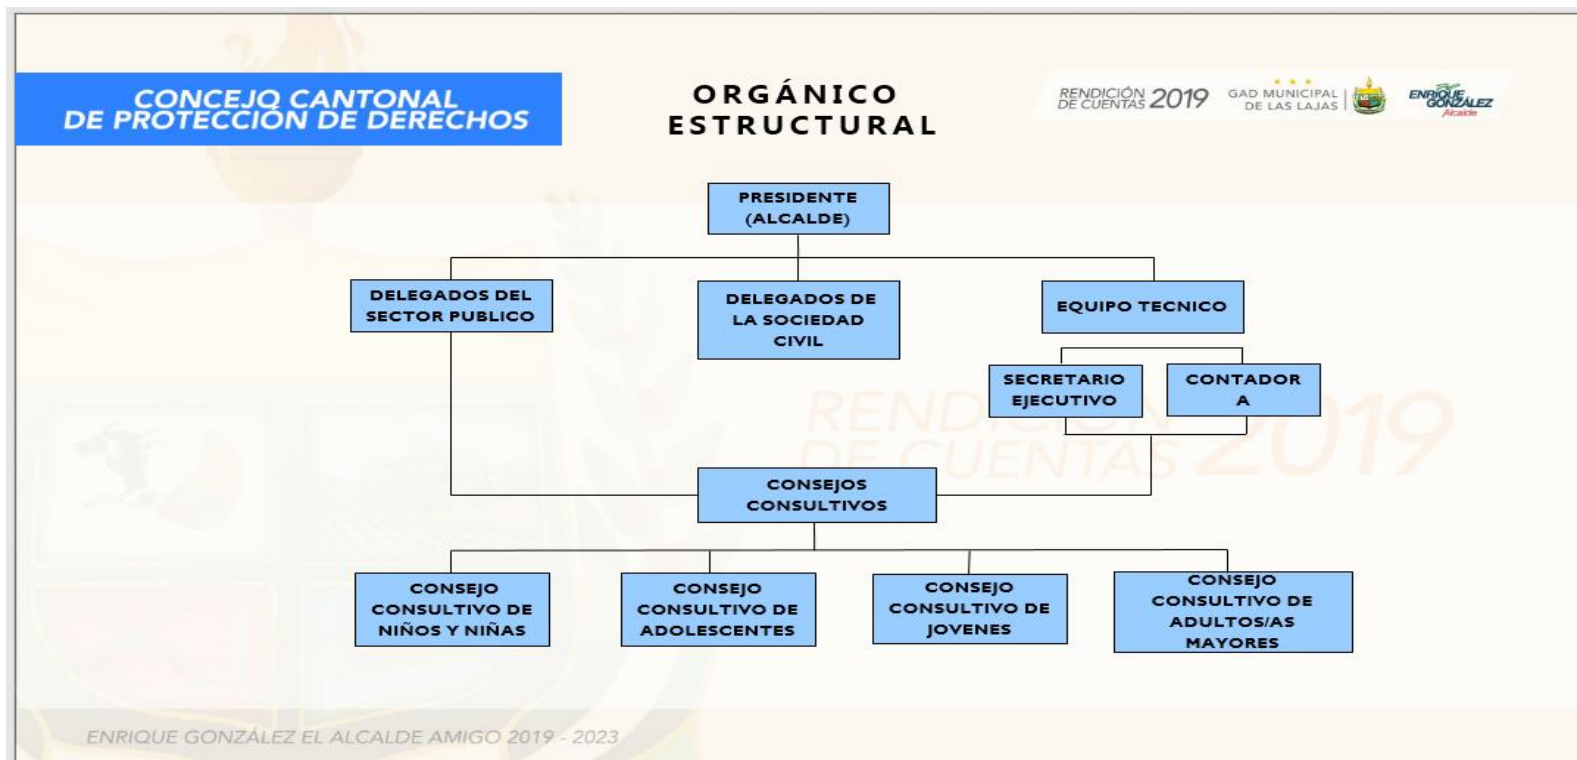 CONCEJO CANTONAL
DE PROTECCIÓN DE DERECHOS
ORGÁNICO
ESTRUCTURAL
RENDICIÓN
DE CUENTAS 2019
GAD MUNICIPAL
DE LAS LAJAS
ENRIQUE
GONZÁLEZ
Alcalde
PRESIDENTE
(ALCALDE)
DELEGADOS DEL
SECTOR PUBLICO
DELEGADOS DE
LA SOCIEDAD
CIVIL
EQUIPO TECNICO
SECRETARIO
EJECUTIVO
CONTADOR
A
RENDICIÓN
DE CUENTAS 2019
CONSEJOS
CONSULTIVOS
CONSEJO
CONSULTIVO DE
NIÑOS Y NIÑAS
CONSEJO
CONSULTIVO DE
ADOLESCENTES
CONSEJO
CONSULTIVO DE
JOVENES
CONSEJO
CONSULTIVO DE
ADULTOS/AS
MAYORES
ENRIQUE GONZÁLEZ EL ALCALDE AMIGO 2019 - 2023